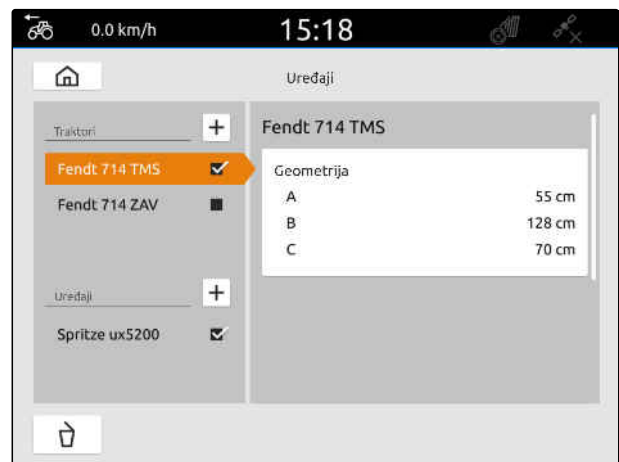 0.0 km/h 15:18
Uređaji
Traktori
Fendt 714 TMS
Fendt 714 ZAV
Uređaji
Spritze ux5200
Fendt 714 TMS
Geometrija
A 55 cm
B 128 cm
C 70 cm